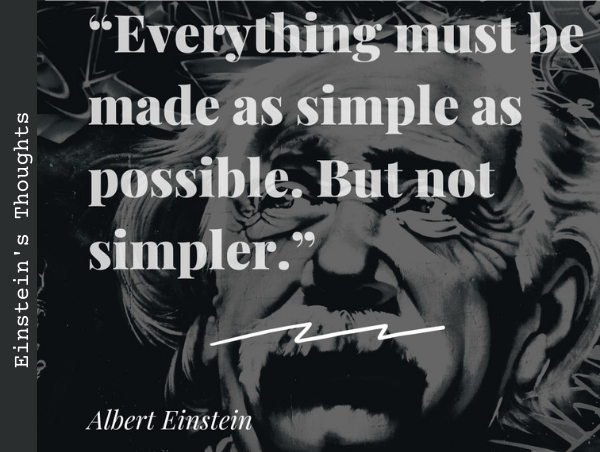 “Everything must be
made as simple as
possible. But not
simpler.”
Albert Einstein
Einstein's Thoughts